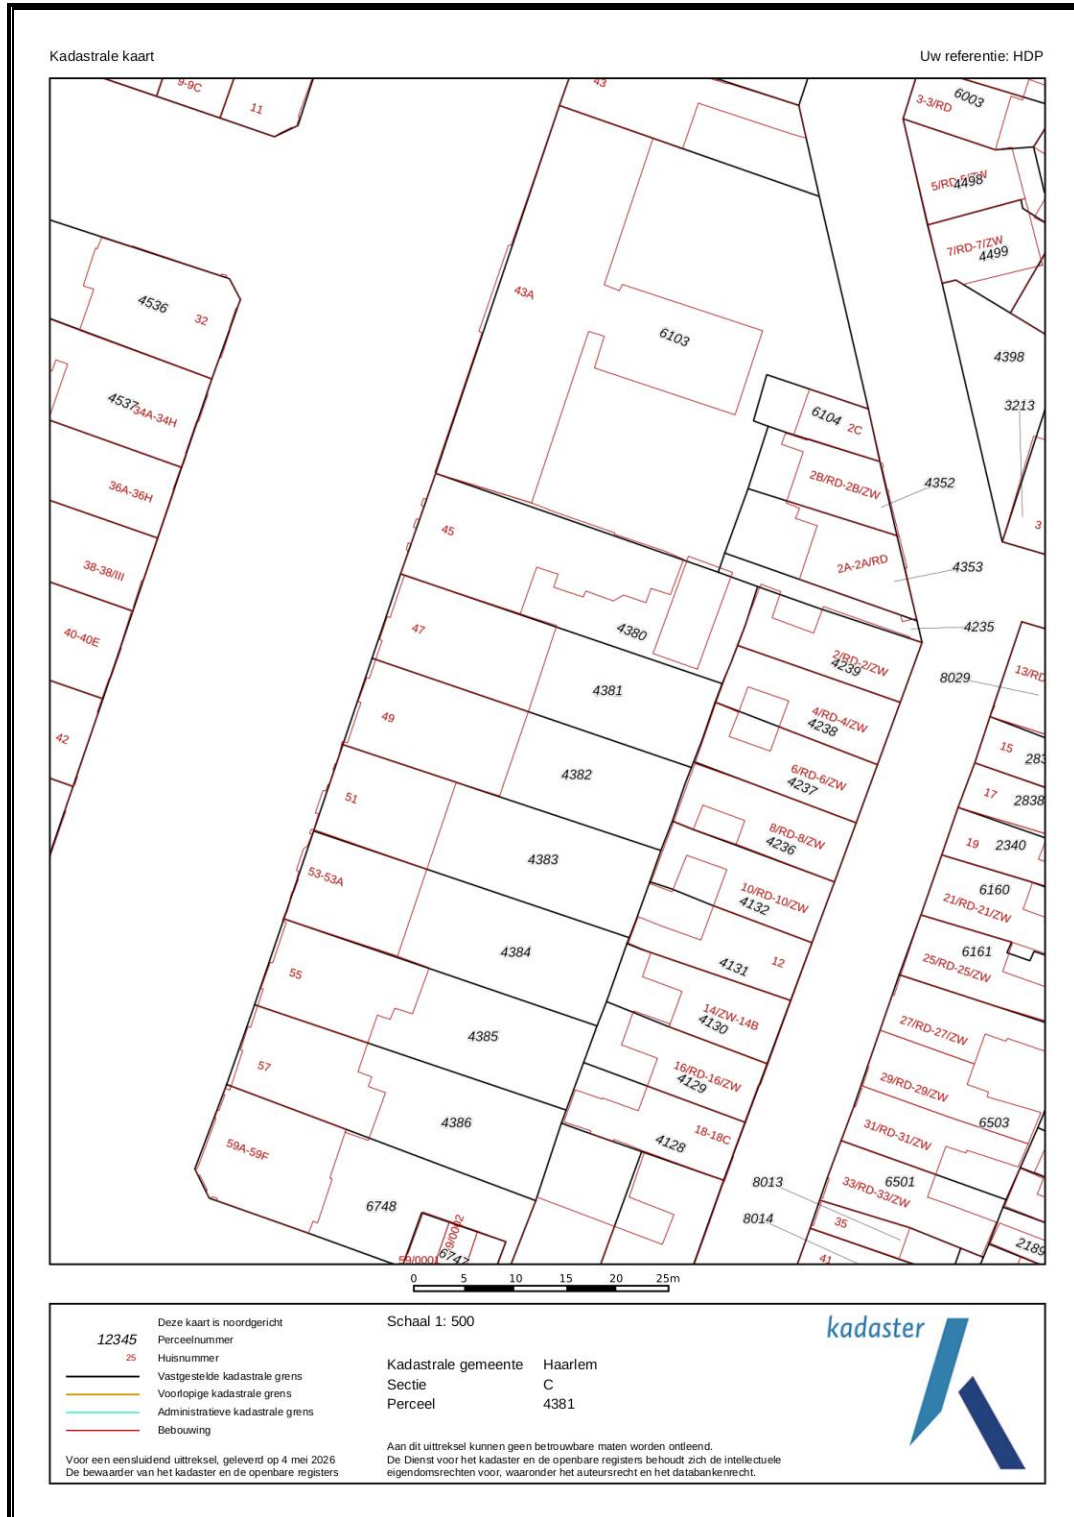 Kadastrale kaart
Uw referentie: HDP
9-9C
11
43
3-3/RD
6003
4498
7/RD-7/ZW
4499
4536
32
43A
6103
4398
4537
34A-34H
3213
6104
2C
36A-36H
2B/RD-2B/ZW
4352
45
3
38-38/III
2A-2A/RD
4353
40-40E
47
4380
4235
2/RD-2/ZW
4239
13/RD
8029
4381
42
49
4/RD-4/ZW
4238
15
283
4382
6/RD-6/ZW
4237
51
17
2838
8/RD-8/ZW
4236
19
2340
4383
53-53A
10/RD-10/ZW
4132
6160
21/RD-21/ZW
4384
12
4131
6161
25/RD-25/ZW
55
14/ZW-14B
4130
4385
27/RD-27/ZW
57
16/RD-16/ZW
4129
29/RD-29/ZW
4386
6503
59A-59F
18-18C
4128
31/RD-31/ZW
8013
6501
33/RD-33/ZW
6748
8014
35
59/0001
6747
41
2189
0 5 10 15 20 25m
Deze kaart is noordgericht
12345 Perceelnummer
25 Huisnummer
Vastgestelde kadastrale grens
Voorlopige kadastrale grens
Administratieve kadastrale grens
Bebouwing
Voor een eensluidend uittreksel, geleverd op 4 mei 2026
De bewaarder van het kadaster en de openbare registers
Schaal 1: 500
Kadastrale gemeente Haarlem
Sectie C
Perceel 4381
Aan dit uittreksel kunnen geen betrouwbare maten worden ontleend.
De Dienst voor het kadaster en de openbare registers behoudt zich de intellectuele
eigendomsrechten voor, waaronder het auteursrecht en het databankenrecht.
kadaster